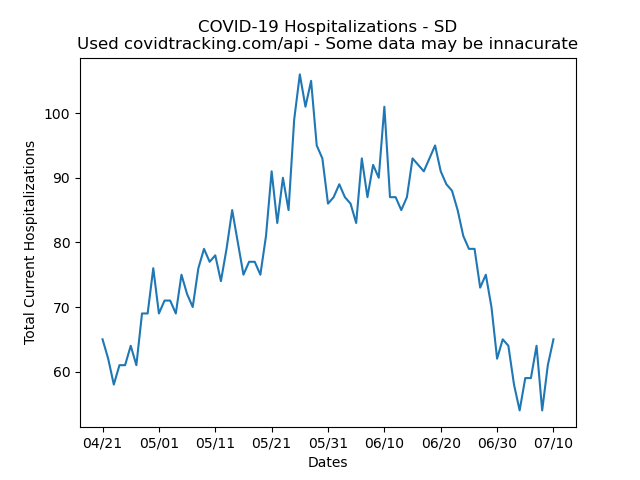 COVID-19 Hospitalizations - SD
Used covidtracking.com/api - Some data may be innacurate
Total Current Hospitalizations
100
90
80
70
60
04/21 05/01 05/11 05/21 05/31 06/10 06/20 06/30 07/10
Dates